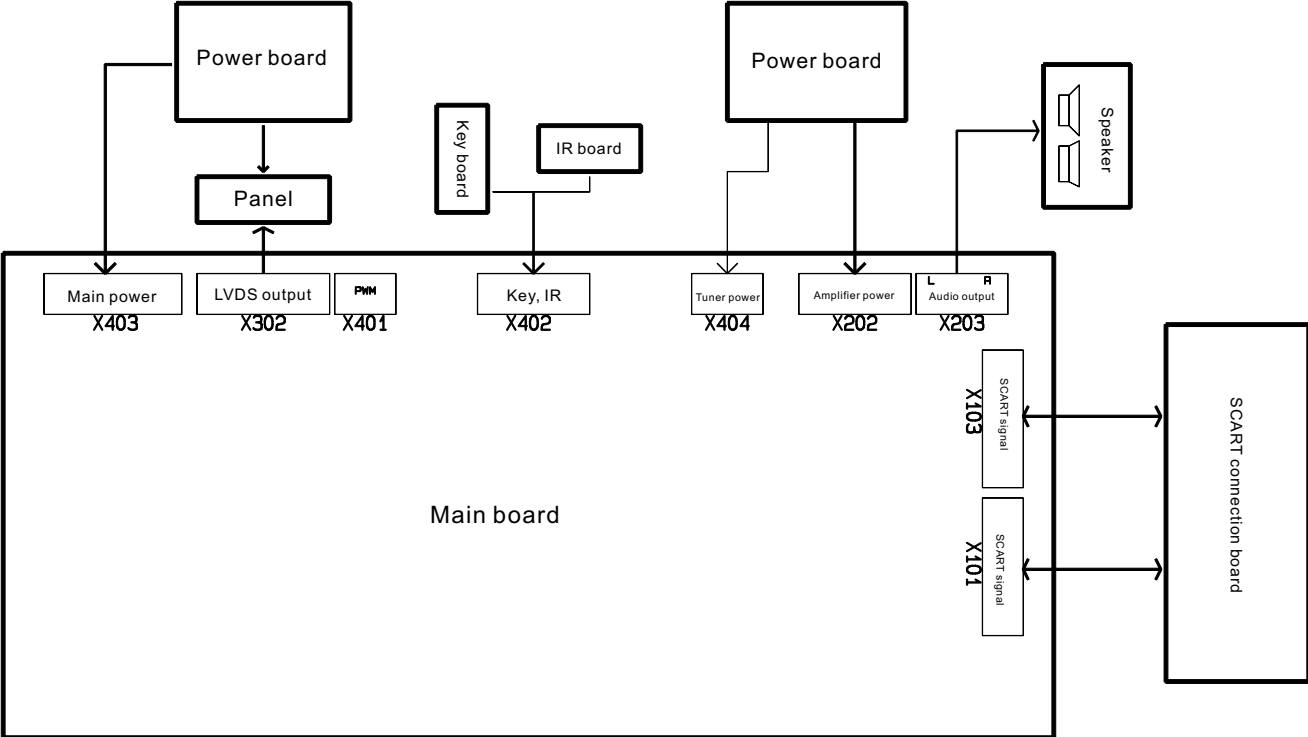 Power board
Power board
Speaker
Key board
IR board
Panel
Main power
LVDS output
PWM
Key, IR
Tuner power
Amplifier power
L R
Audio output
X403
X302
X401
X402
X404
X202
X203
SCART signal
X103
SCART connection board
Main board
SCART signal
X101